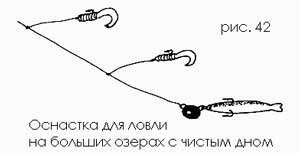 рис. 42
Оснастка для ловли
на больших озерах с чистым дном